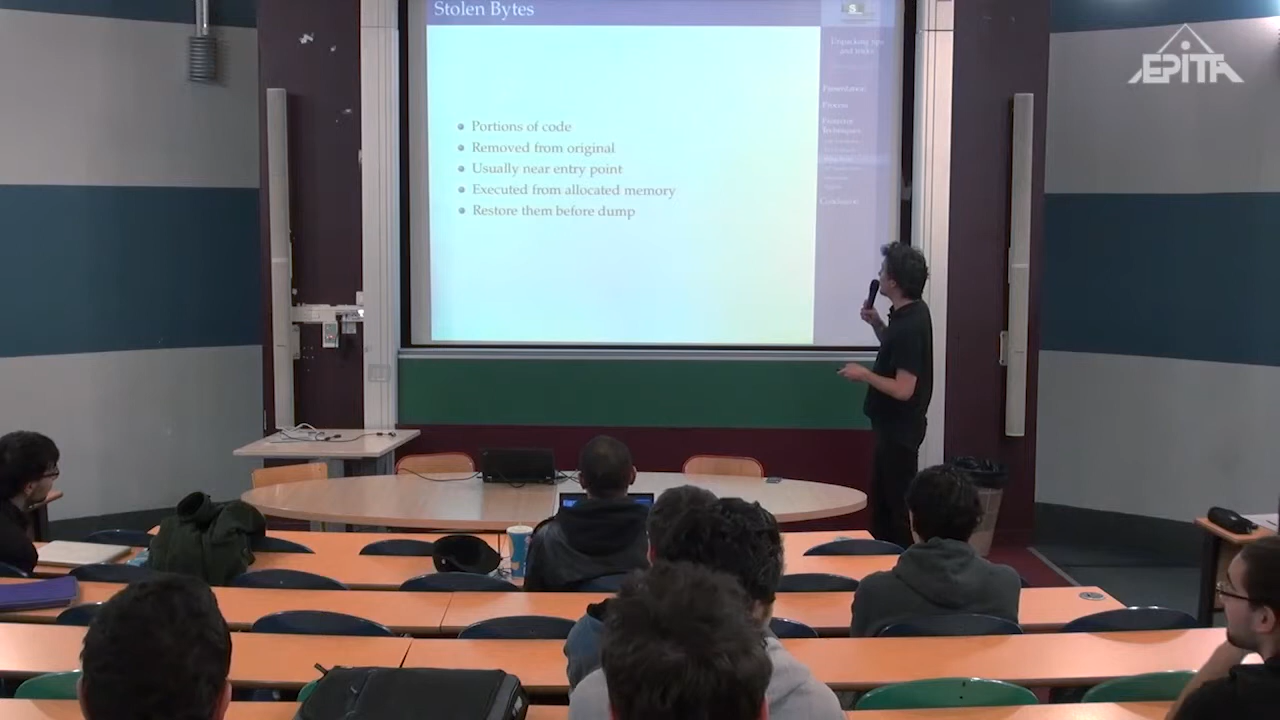 Stolen Bytes
S
Unpacking tips
and tricks
Portions of code
Removed from original
Usually near entry point
Executed from allocated memory
Restore them before dump
Presentation
Process
Protector
Techniques
Conclusion
EPITA